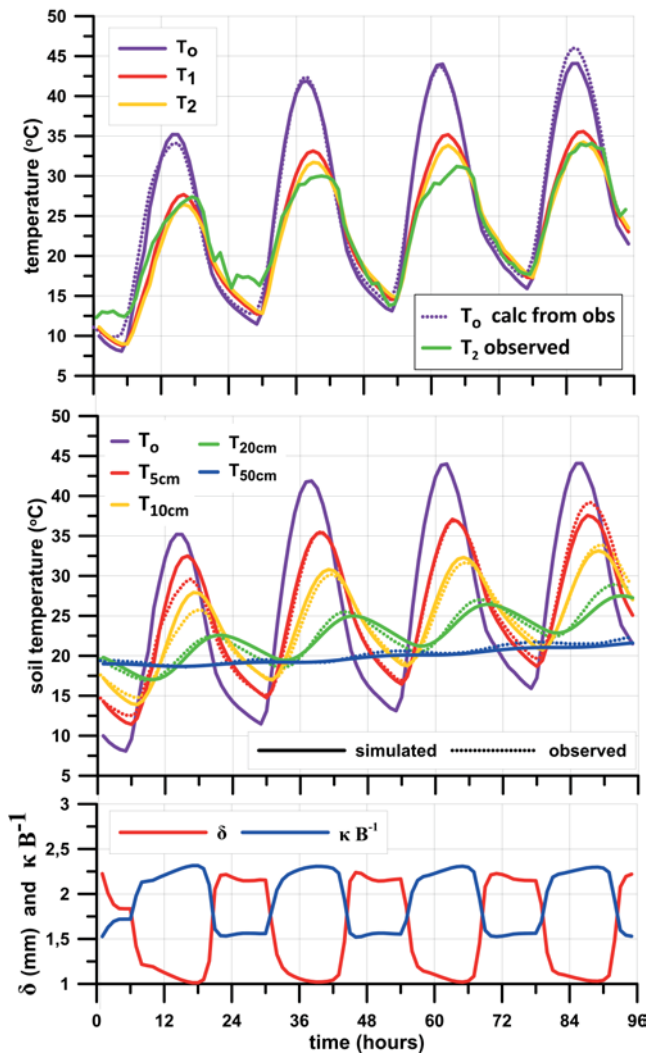 50
45
40
35
30
25
20
15
10
5
temperature (ºC)
To
T1
T2
To calc from obs
T2 observed
50
45
40
35
30
25
20
15
10
5
soil temperature (ºC)
To
T5cm
T10cm
T20cm
T50cm
simulated
observed
3
2,5
2
1,5
1
δ (mm) and κ B-1
δ
κ B-1
0
12
24
36
48
60
72
84
96
time (hours)